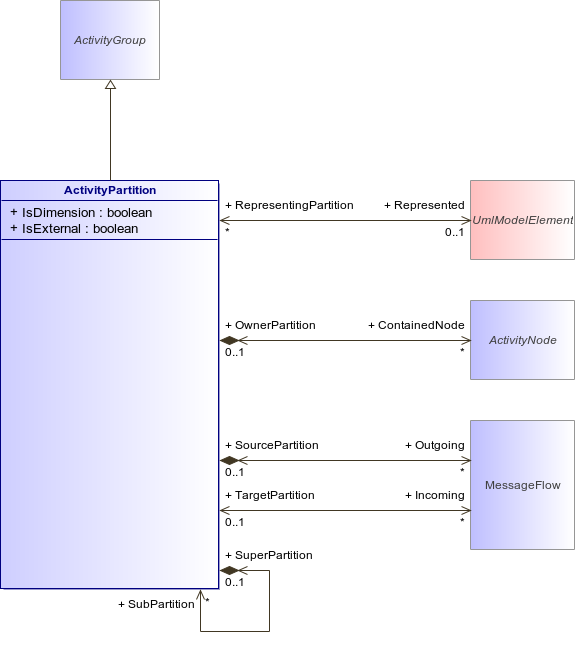 ActivityGroup
ActivityPartition
+ IsDimension : boolean
+ IsExternal : boolean
+ RepresentingPartition + Represented
* 0..1
UmlModelElement
+ OwnerPartition + ContainedNode
0..1 *
ActivityNode
+ SourcePartition + Outgoing
0..1 *
MessageFlow
+ TargetPartition + Incoming
0..1 *
+ SuperPartition
0..1
+ SubPartition *